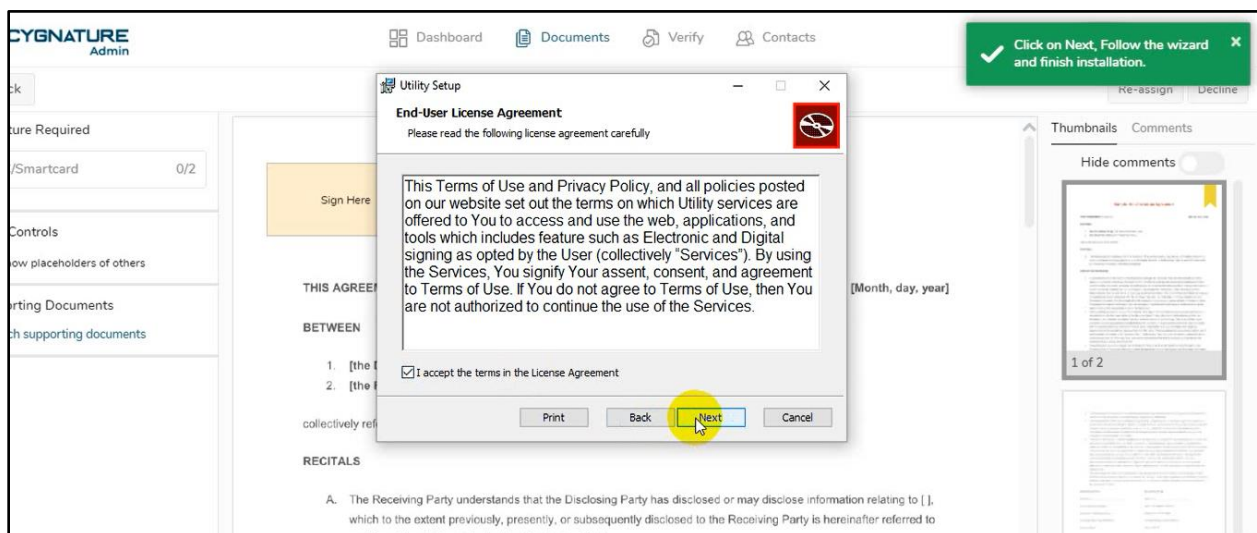 CYGNATURE
Admin
Dashboard
Documents
Verify
Contacts
Click on Next, Follow the wizard
and finish installation.
Re-assign
Decline
Utility Setup
End-User License Agreement
Please read the following license agreement carefully
This Terms of Use and Privacy Policy, and all policies posted
on our website set out the terms on which Utility services are
offered to You to access and use the web, applications, and
tools which includes feature such as Electronic and Digital
signing as opted by the User (collectively "Services"). By using
the Services, You signify Your assent, consent, and agreement
to Terms of Use. If You do not agree to Terms of Use, then You
are not authorized to continue the use of the Services.
I accept the terms in the License Agreement
Print
Back
Next
Cancel
ck
ture Required
/Smartcard
0/2
Controls
ow placeholders of others
orting Documents
ch supporting documents
Sign Here
THIS AGREEM
[Month, day, year]
BETWEEN
1. [the
2. [the
collectively ref
RECITALS
A. The Receiving Party understands that the Disclosing Party has disclosed or may disclose information relating to [ ],
which to the extent previously, presently, or subsequently disclosed to the Receiving Party is hereinafter referred to
Thumbnails
Comments
Hide comments
1 of 2